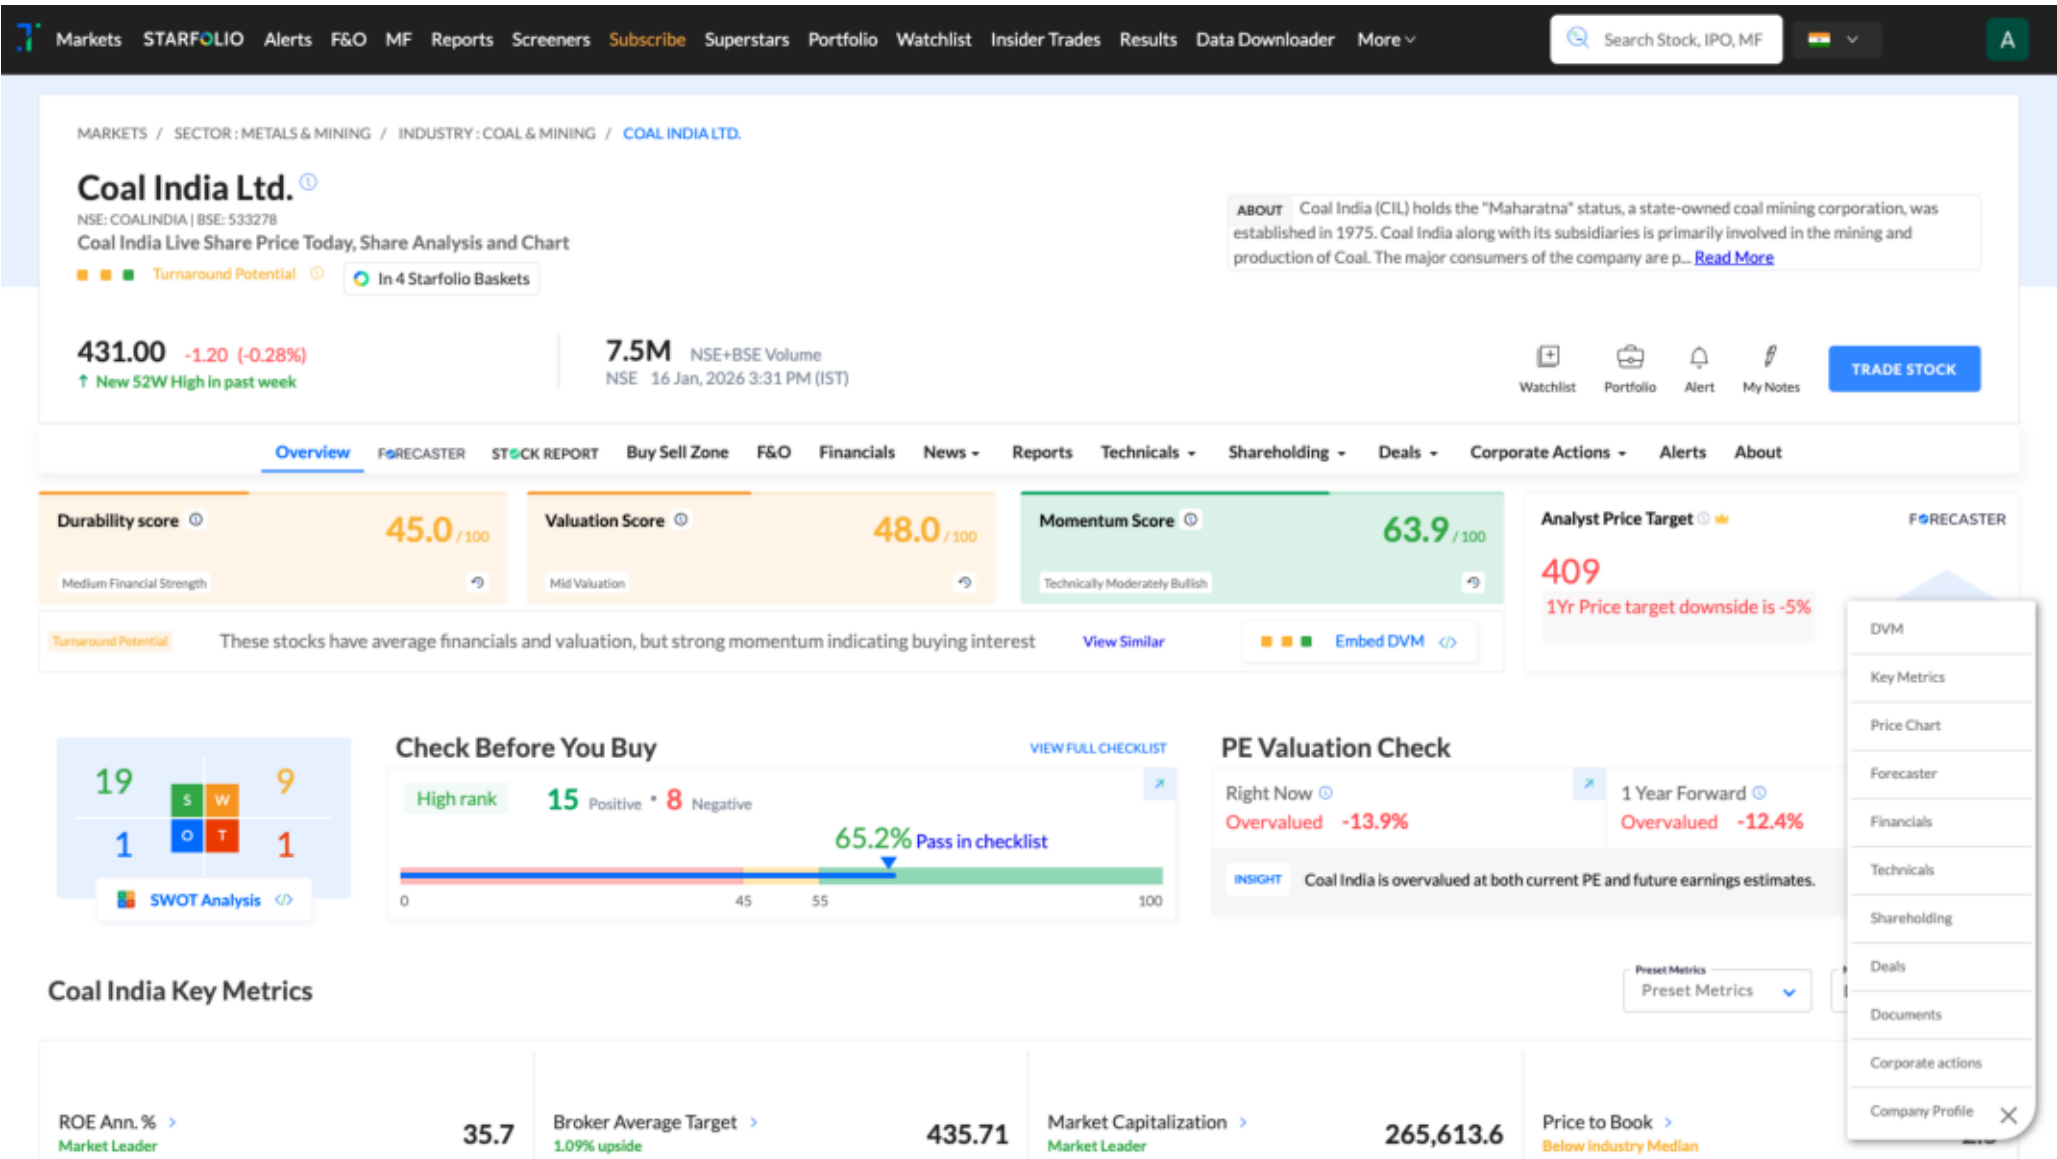 Markets STARFOLIO Alerts F&O MF Reports Screeners Subscribe Superstars Portfolio Watchlist Insider Trades Results Data Downloader More Search Stock, IPO, MF A
MARKETS / SECTOR : METALS & MINING / INDUSTRY : COAL & MINING / COAL INDIA LTD.
Coal India Ltd.
NSE: COALINDIA | BSE: 533278
Coal India Live Share Price Today, Share Analysis and Chart
Turnaround Potential In 4 Starfolio Baskets
ABOUT Coal India (CIL) holds the "Maharatna" status, a state-owned coal mining corporation, was
established in 1975. Coal India along with its subsidiaries is primarily involved in the mining and
production of Coal. The major consumers of the company are p... Read More
431.00 -1.20 (-0.28%)
↑ New 52W High in past week
7.5M NSE+BSE Volume
NSE 16 Jan, 2026 3:31 PM (IST)
Watchlist Portfolio Alert My Notes TRADE STOCK
Overview FORECASTER STOCK REPORT Buy Sell Zone F&O Financials News Reports Technicals Shareholding Deals Corporate Actions Alerts About
Durability score 45.0 / 100
Medium Financial Strength
Valuation Score 48.0 / 100
Mid Valuation
Momentum Score 63.9 / 100
Technically Moderately Bullish
Analyst Price Target FORECASTER
409
1Yr Price target downside is -5%
Turnaround Potential These stocks have average financials and valuation, but strong momentum indicating buying interest View Similar Embed DVM </>
19 9
S W
O T
1 1
SWOT Analysis </>
Check Before You Buy VIEW FULL CHECKLIST
High rank 15 Positive • 8 Negative
65.2% Pass in checklist
0 45 55 100
PE Valuation Check
Right Now
Overvalued -13.9%
1 Year Forward
Overvalued -12.4%
INSIGHT Coal India is overvalued at both current PE and future earnings estimates.
Coal India Key Metrics
Preset Metrics
Preset Metrics
ROE Ann. % 35.7
Market Leader
Broker Average Target 435.71
1.09% upside
Market Capitalization 265,613.6
Market Leader
Price to Book
Below industry Median
DVM
Key Metrics
Price Chart
Forecaster
Financials
Technicals
Shareholding
Deals
Documents
Corporate actions
Company Profile